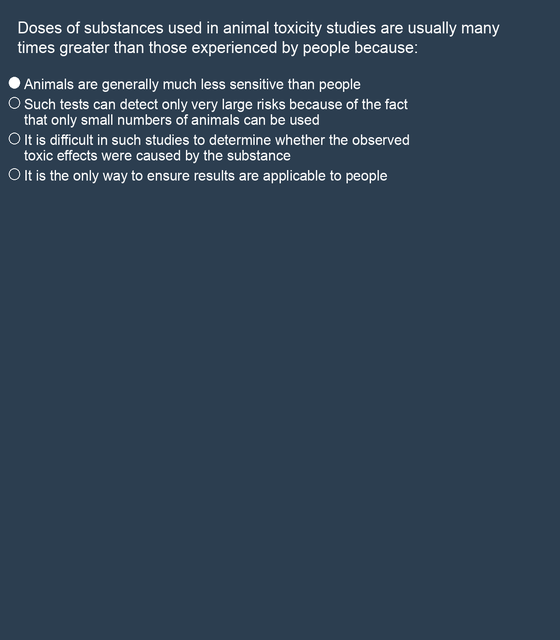 Doses of substances used in animal toxicity studies are usually many
times greater than those experienced by people because:
Animals are generally much less sensitive than people
Such tests can detect only very large risks because of the fact
that only small numbers of animals can be used
It is difficult in such studies to determine whether the observed
toxic effects were caused by the substance
It is the only way to ensure results are applicable to people